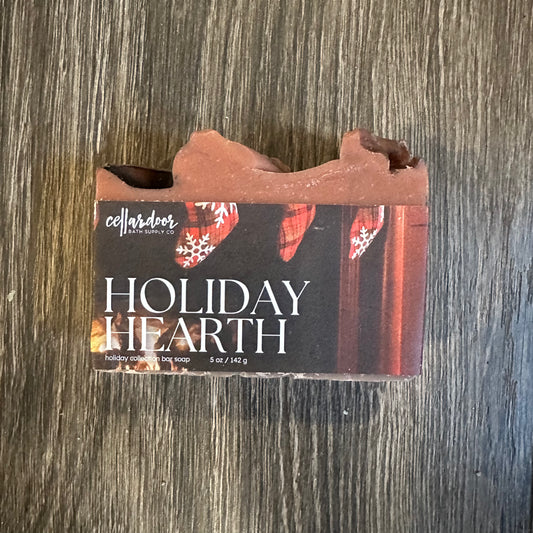 cellardoor
BATH SUPPLY CO
HOLIDAY
HEARTH
holiday collection bar soap 5 oz / 142 g